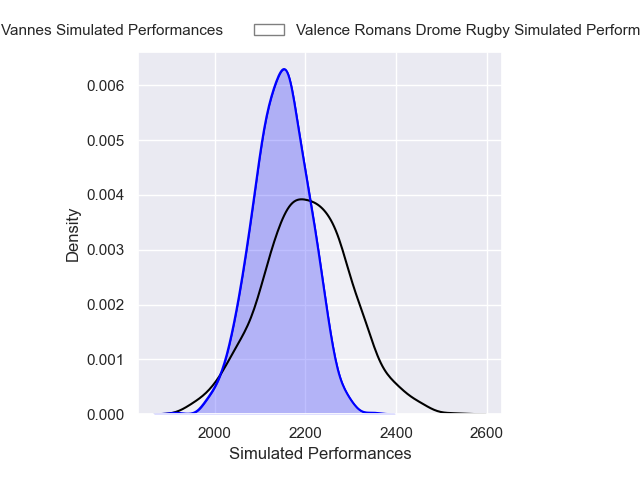 Vannes Simulated Performances
Valence Romans Drome Rugby Simulated Perform
0.006
0.005
0.004
0.003
0.002
0.001
0.000
Density
2000 2200 2400 2600
Simulated Performances